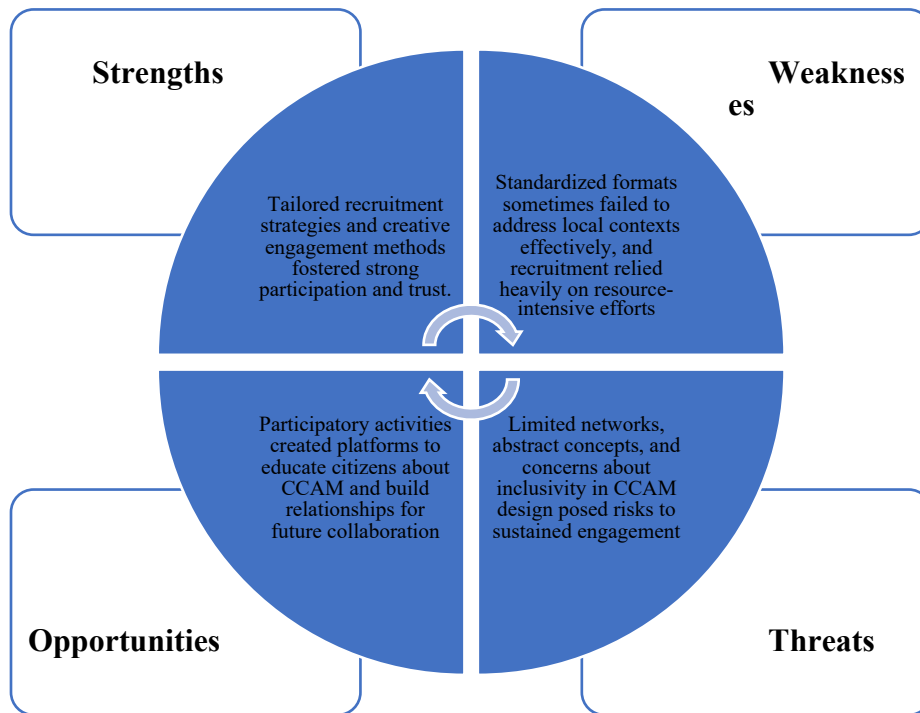 Strengths
Weakness
es
Tailored recruitment
strategies and creative
engagement methods
fostered strong
participation and trust.
Standardized formats
sometimes failed to
address local contexts
effectively, and
recruitment relied
heavily on resource-
intensive efforts
Participatory activities
created platforms to
educate citizens about
CCAM and build
relationships for
future collaboration
Limited networks,
abstract concepts, and
concerns about
inclusivity in CCAM
design posed risks to
sustained engagement
Opportunities
Threats